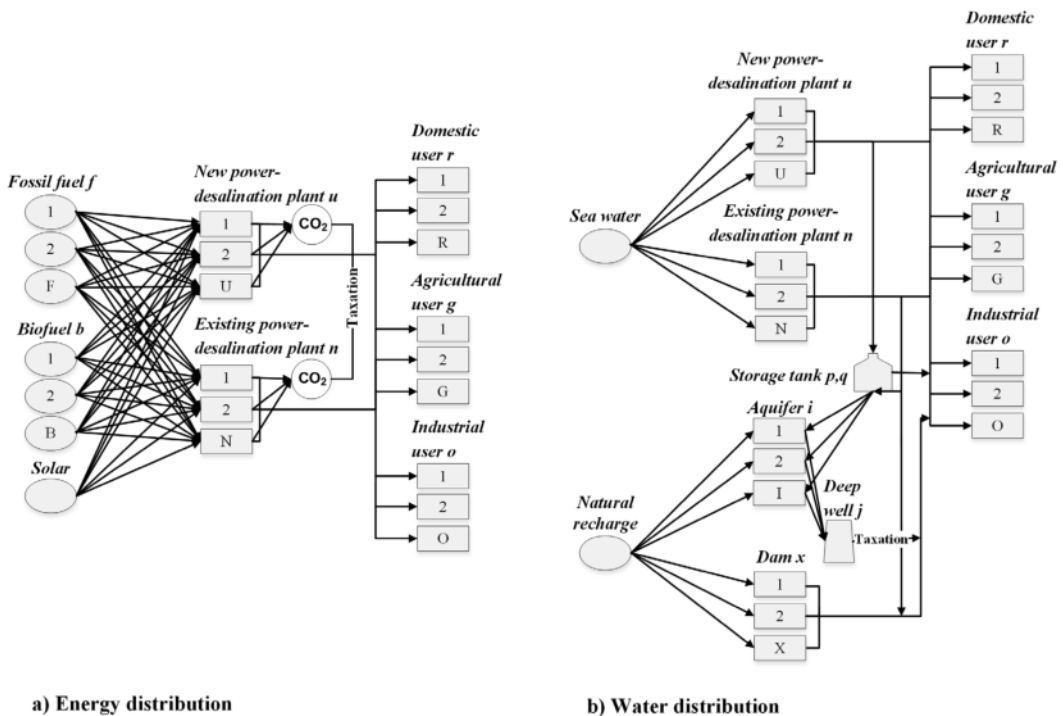 Fossil fuel f
1
2
F
Biofuel b
1
2
B
Solar
New power-
desalination plant u
1
2
U
CO₂
Existing power-
desalination plant n
1
2
N
CO₂
Taxation
Domestic
user r
1
2
R
Agricultural
user g
1
2
G
Industrial
user o
1
2
O
a) Energy distribution
Sea water
New power-
desalination plant u
1
2
U
Existing power-
desalination plant n
1
2
N
Storage tank p,q
Natural
recharge
Aquifer i
1
2
I
Deep
well j
Taxation
Dam x
1
2
X
Domestic
user r
1
2
R
Agricultural
user g
1
2
G
Industrial
user o
1
2
O
b) Water distribution